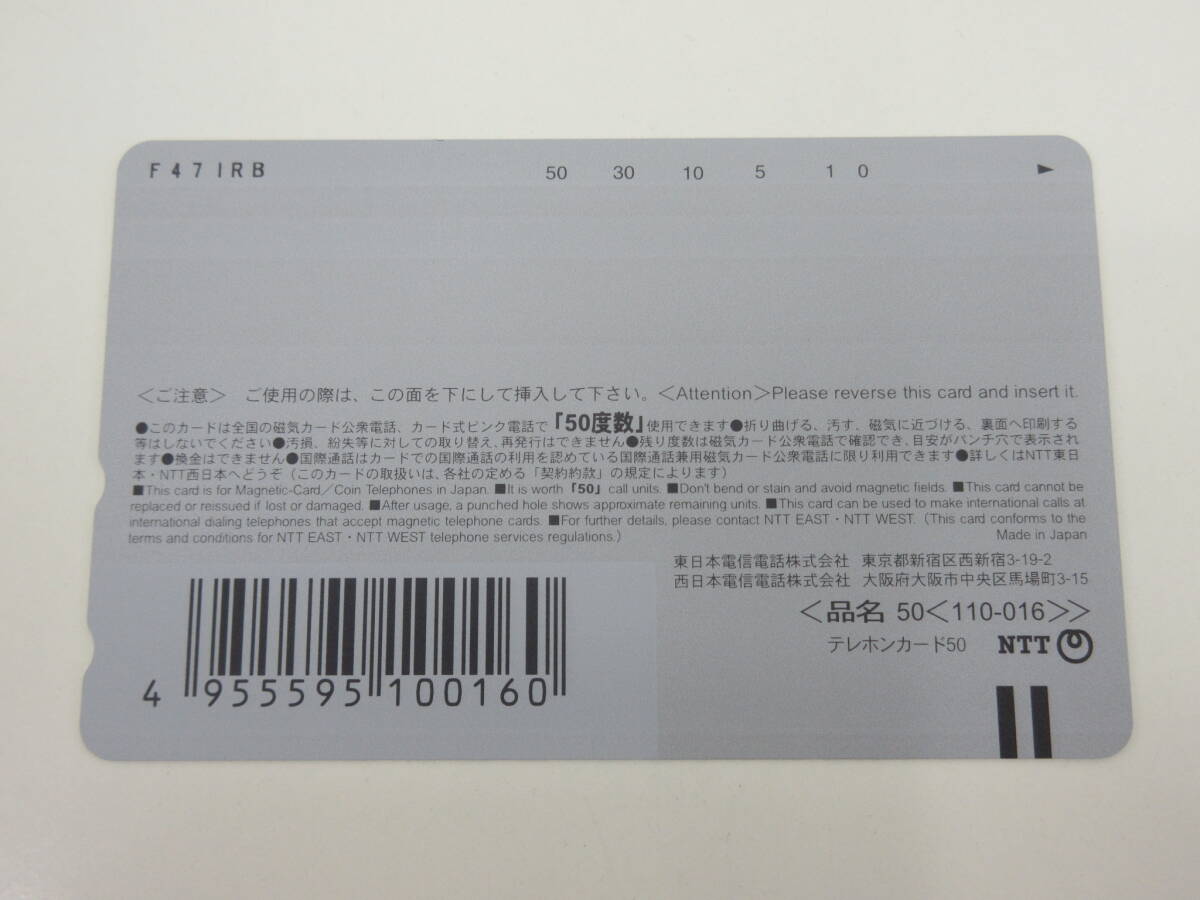 F471RB 50 30 10 5 1 0 ►
＜ご注意＞ ご使用の際は、この面を下にして挿入して下さい。＜Attention＞Please reverse this card and insert it.
●このカードは全国の磁気カード公衆電話、カード式ピンク電話で「50度数」使用できます●折り曲げる、汚す、磁気に近づける、裏面へ印刷する
等はしないでください●汚損、紛失等に対しての取り替え、再発行はできません●残り度数は磁気カード公衆電話で確認でき、目安がパンチ穴で表示され
ます●換金はできません●国際通話はカードでの国際通話の利用を認めている国際通話兼用磁気カード公衆電話に限り利用できます●詳しくはNTT東日
本・NTT西日本へどうぞ（このカードの取扱いは、各社の定める「契約約款」の規定によります）
■This card is for Magnetic-Card／Coin Telephones in Japan. ■It is worth「50」call units. ■Don't bend or stain and avoid magnetic fields. ■This card cannot be
replaced or reissued if lost or damaged. ■After usage, a punched hole shows approximate remaining units. ■This card can be used to make international calls at
international dialing telephones that accept magnetic telephone cards. ■For further details, please contact NTT EAST・NTT WEST.（This card conforms to the
terms and conditions for NTT EAST・NTT WEST telephone services regulations.） Made in Japan
東日本電信電話株式会社 東京都新宿区西新宿3-19-2
西日本電信電話株式会社 大阪府大阪市中央区馬場町3-15
＜品名 50＜110-016＞＞
テレホンカード50 NTT
4 955595 100160